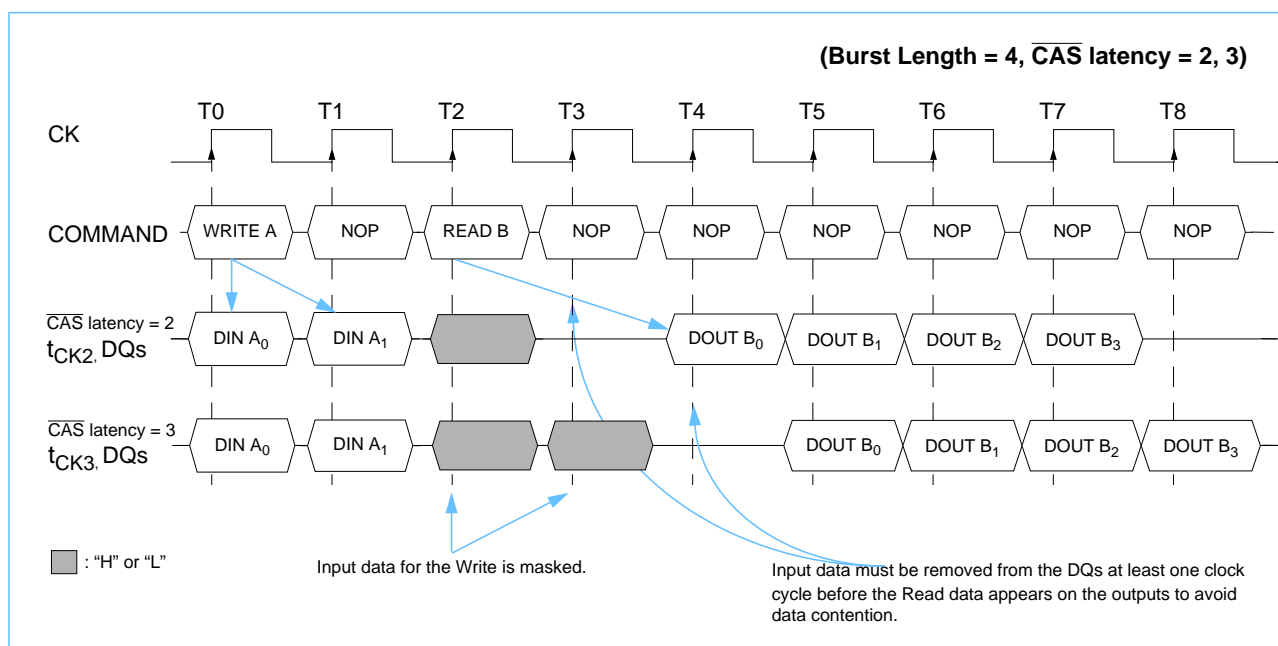 (Burst Length = 4, CAS latency = 2, 3)
T0 T1 T2 T3 T4 T5 T6 T7 T8
CK
COMMAND WRITE A NOP READ B NOP NOP NOP NOP NOP NOP
CAS latency = 2
tCK2, DQs DIN A0 DIN A1 DOUT B0 DOUT B1 DOUT B2 DOUT B3
CAS latency = 3
tCK3, DQs DIN A0 DIN A1 DOUT B0 DOUT B1 DOUT B2 DOUT B3
: “H” or “L”
Input data for the Write is masked.
Input data must be removed from the DQs at least one clock
cycle before the Read data appears on the outputs to avoid
data contention.